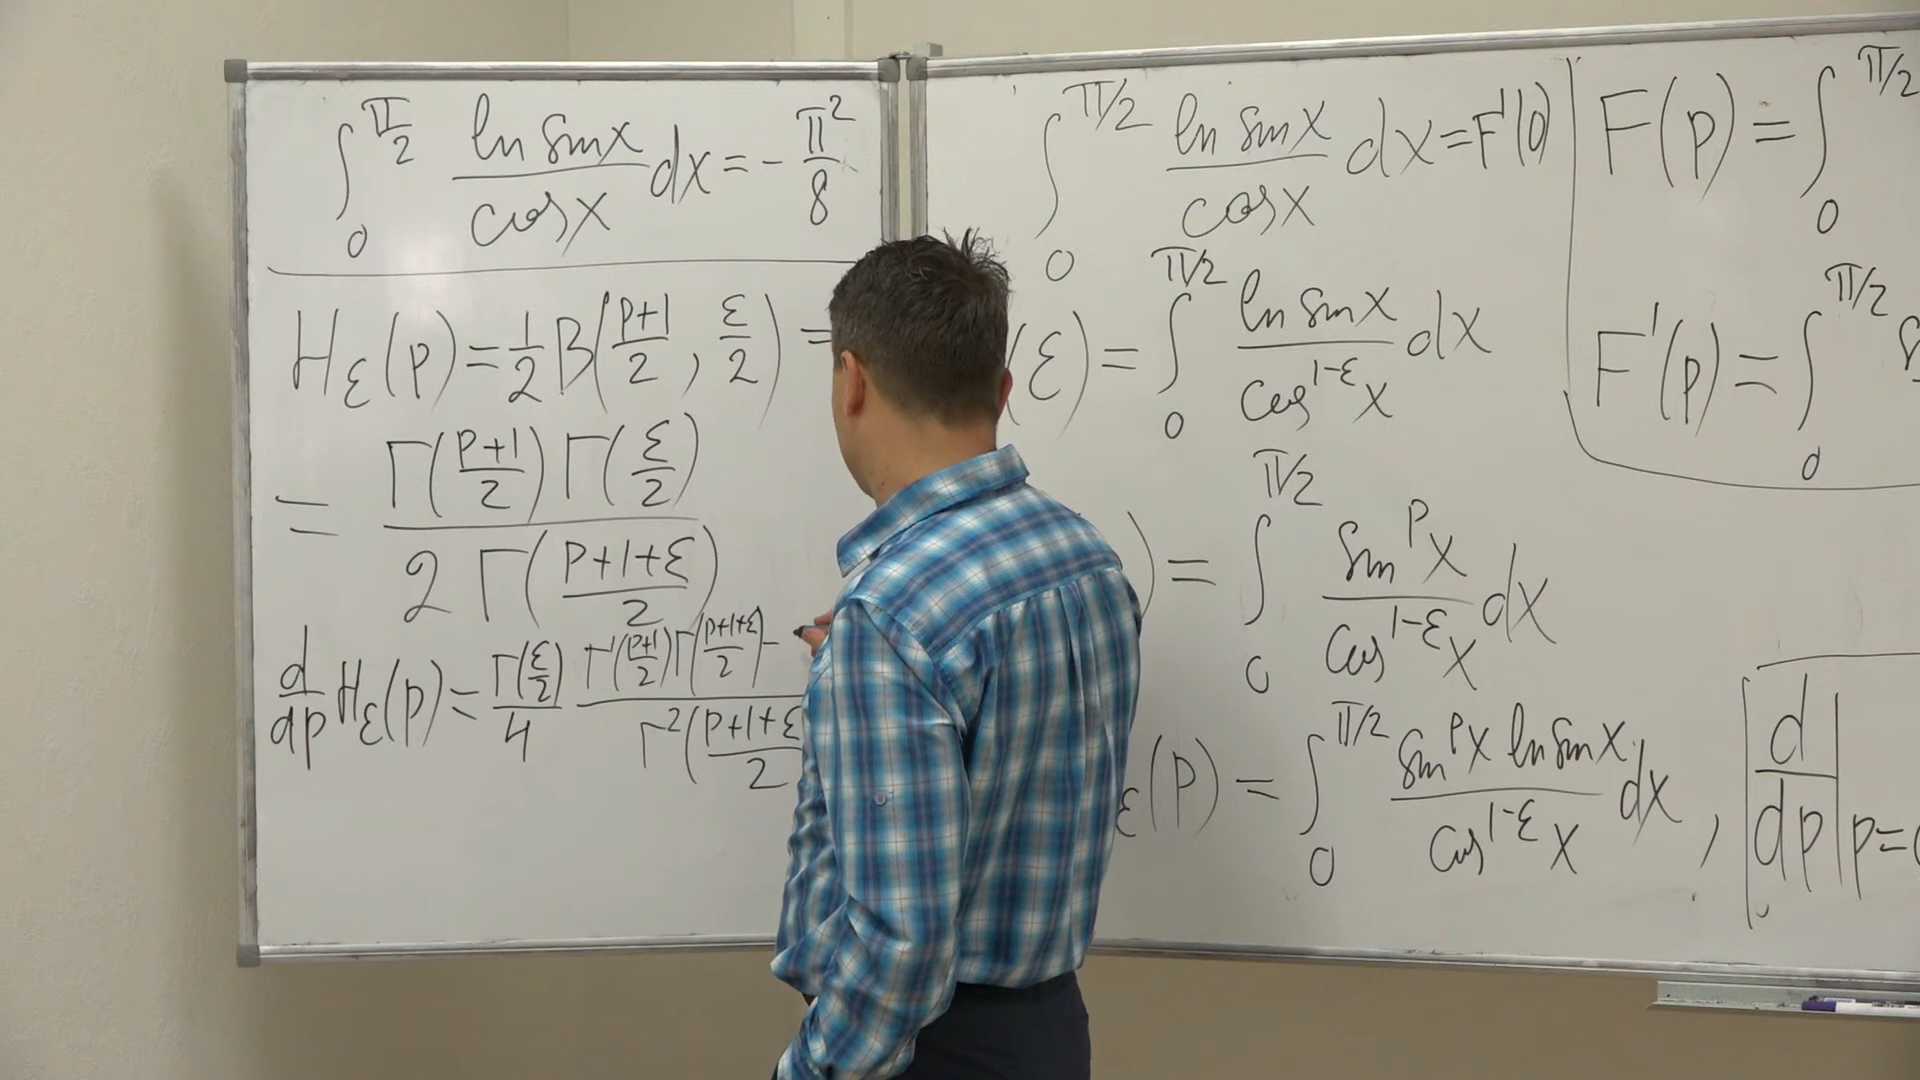 ∫₀^{π/2} ln sin x / cos x dx = - π²/8
H_ε(p) = 1/2 B((p+1)/2, ε/2) =
= Γ((p+1)/2) Γ(ε/2) / 2 Γ((p+1+ε)/2)
d/dp H_ε(p) = Γ(ε/2)/4 Γ'((p+1)/2) Γ((p+1+ε)/2) - / Γ²((p+1+ε)/2
∫₀^{π/2} ln sin x / cos x dx = F'(0)
(ε) = ∫₀^{π/2} ln sin x / cos^{1-ε} x dx
) = ∫₀^{π/2} sin^p x / cos^{1-ε} x dx
ε(p) = ∫₀^{π/2} sin^p x ln sin x / cos^{1-ε} x dx , d/dp | p=
F(p) = ∫₀^{π/2}
F'(p) = ∫₀^{π/2}